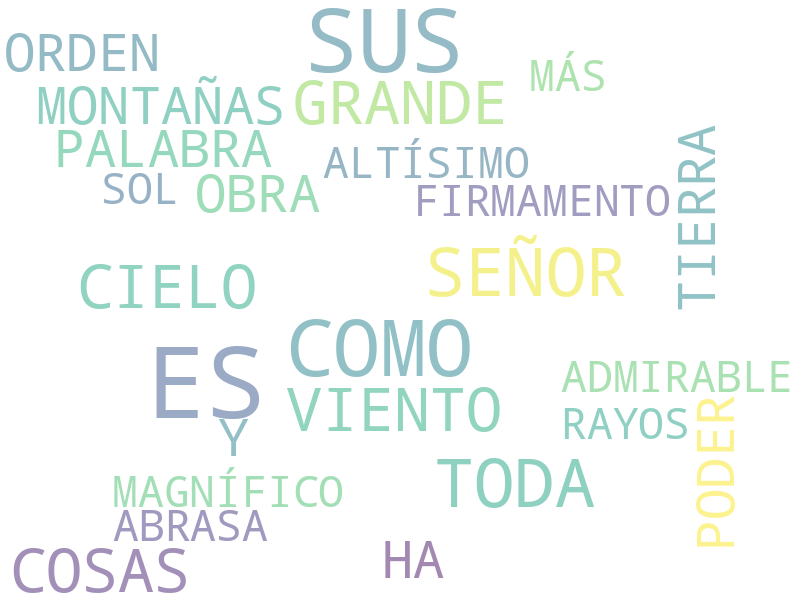 SUS
ORDEN
MÁS
MONTAÑAS
GRANDE
PALABRA
ALTÍSIMO
TIERRA
SOL
OBRA
FIRMAMENTO
SEÑOR
CIELO
COMO
ES
ADMIRABLE
VIENTO
RAYOS
PODER
Y
TODA
MAGNÍFICO
ABRASA
COSAS
HA